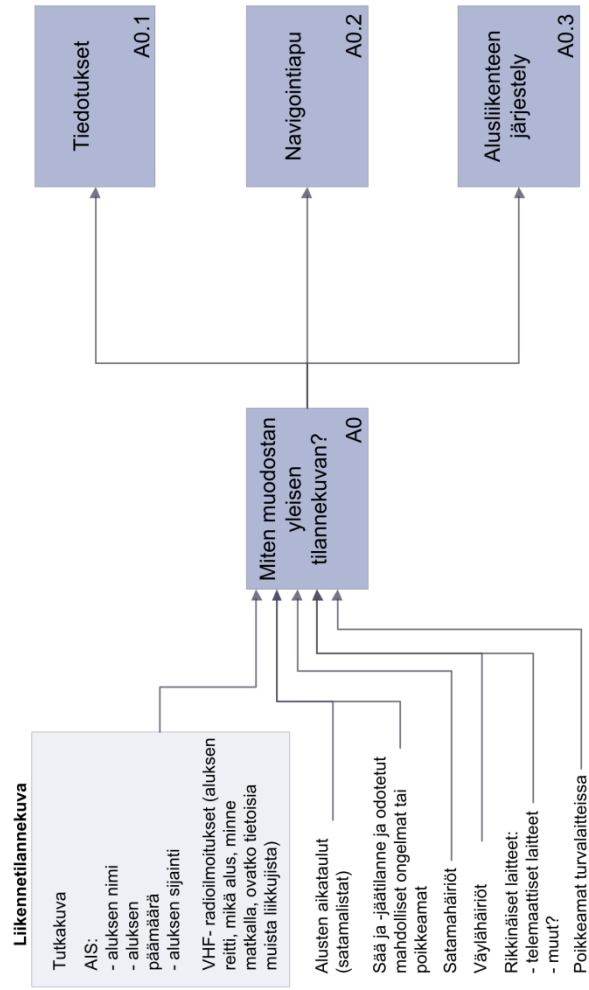 Liikennetilannekuva
Tutkakuva
AIS:
- aluksen nimi
- aluksen
päämäärä
- aluksen sijainti
VHF- radioilmoitukset (aluksen
reitti, mikä alus, minne
matkalla, ovatko tietoisia
muista liikkujista)
Alusten aikataulut
(satamalistat)
Sää ja -jäätilanne ja odotetut
mahdolliset ongelmat tai
poikkeamat
Satamahäiriöt
Väylähäiriöt
Rikkinäiset laitteet:
- telemaattiset laitteet
- muut?
Poikkeamat turvalaitteissa
Miten muodostan
yleisen
tilannekuvan?
A0
Tiedotukset
A0.1
Navigointiapu
A0.2
Alusliikenteen
järjestely
A0.3